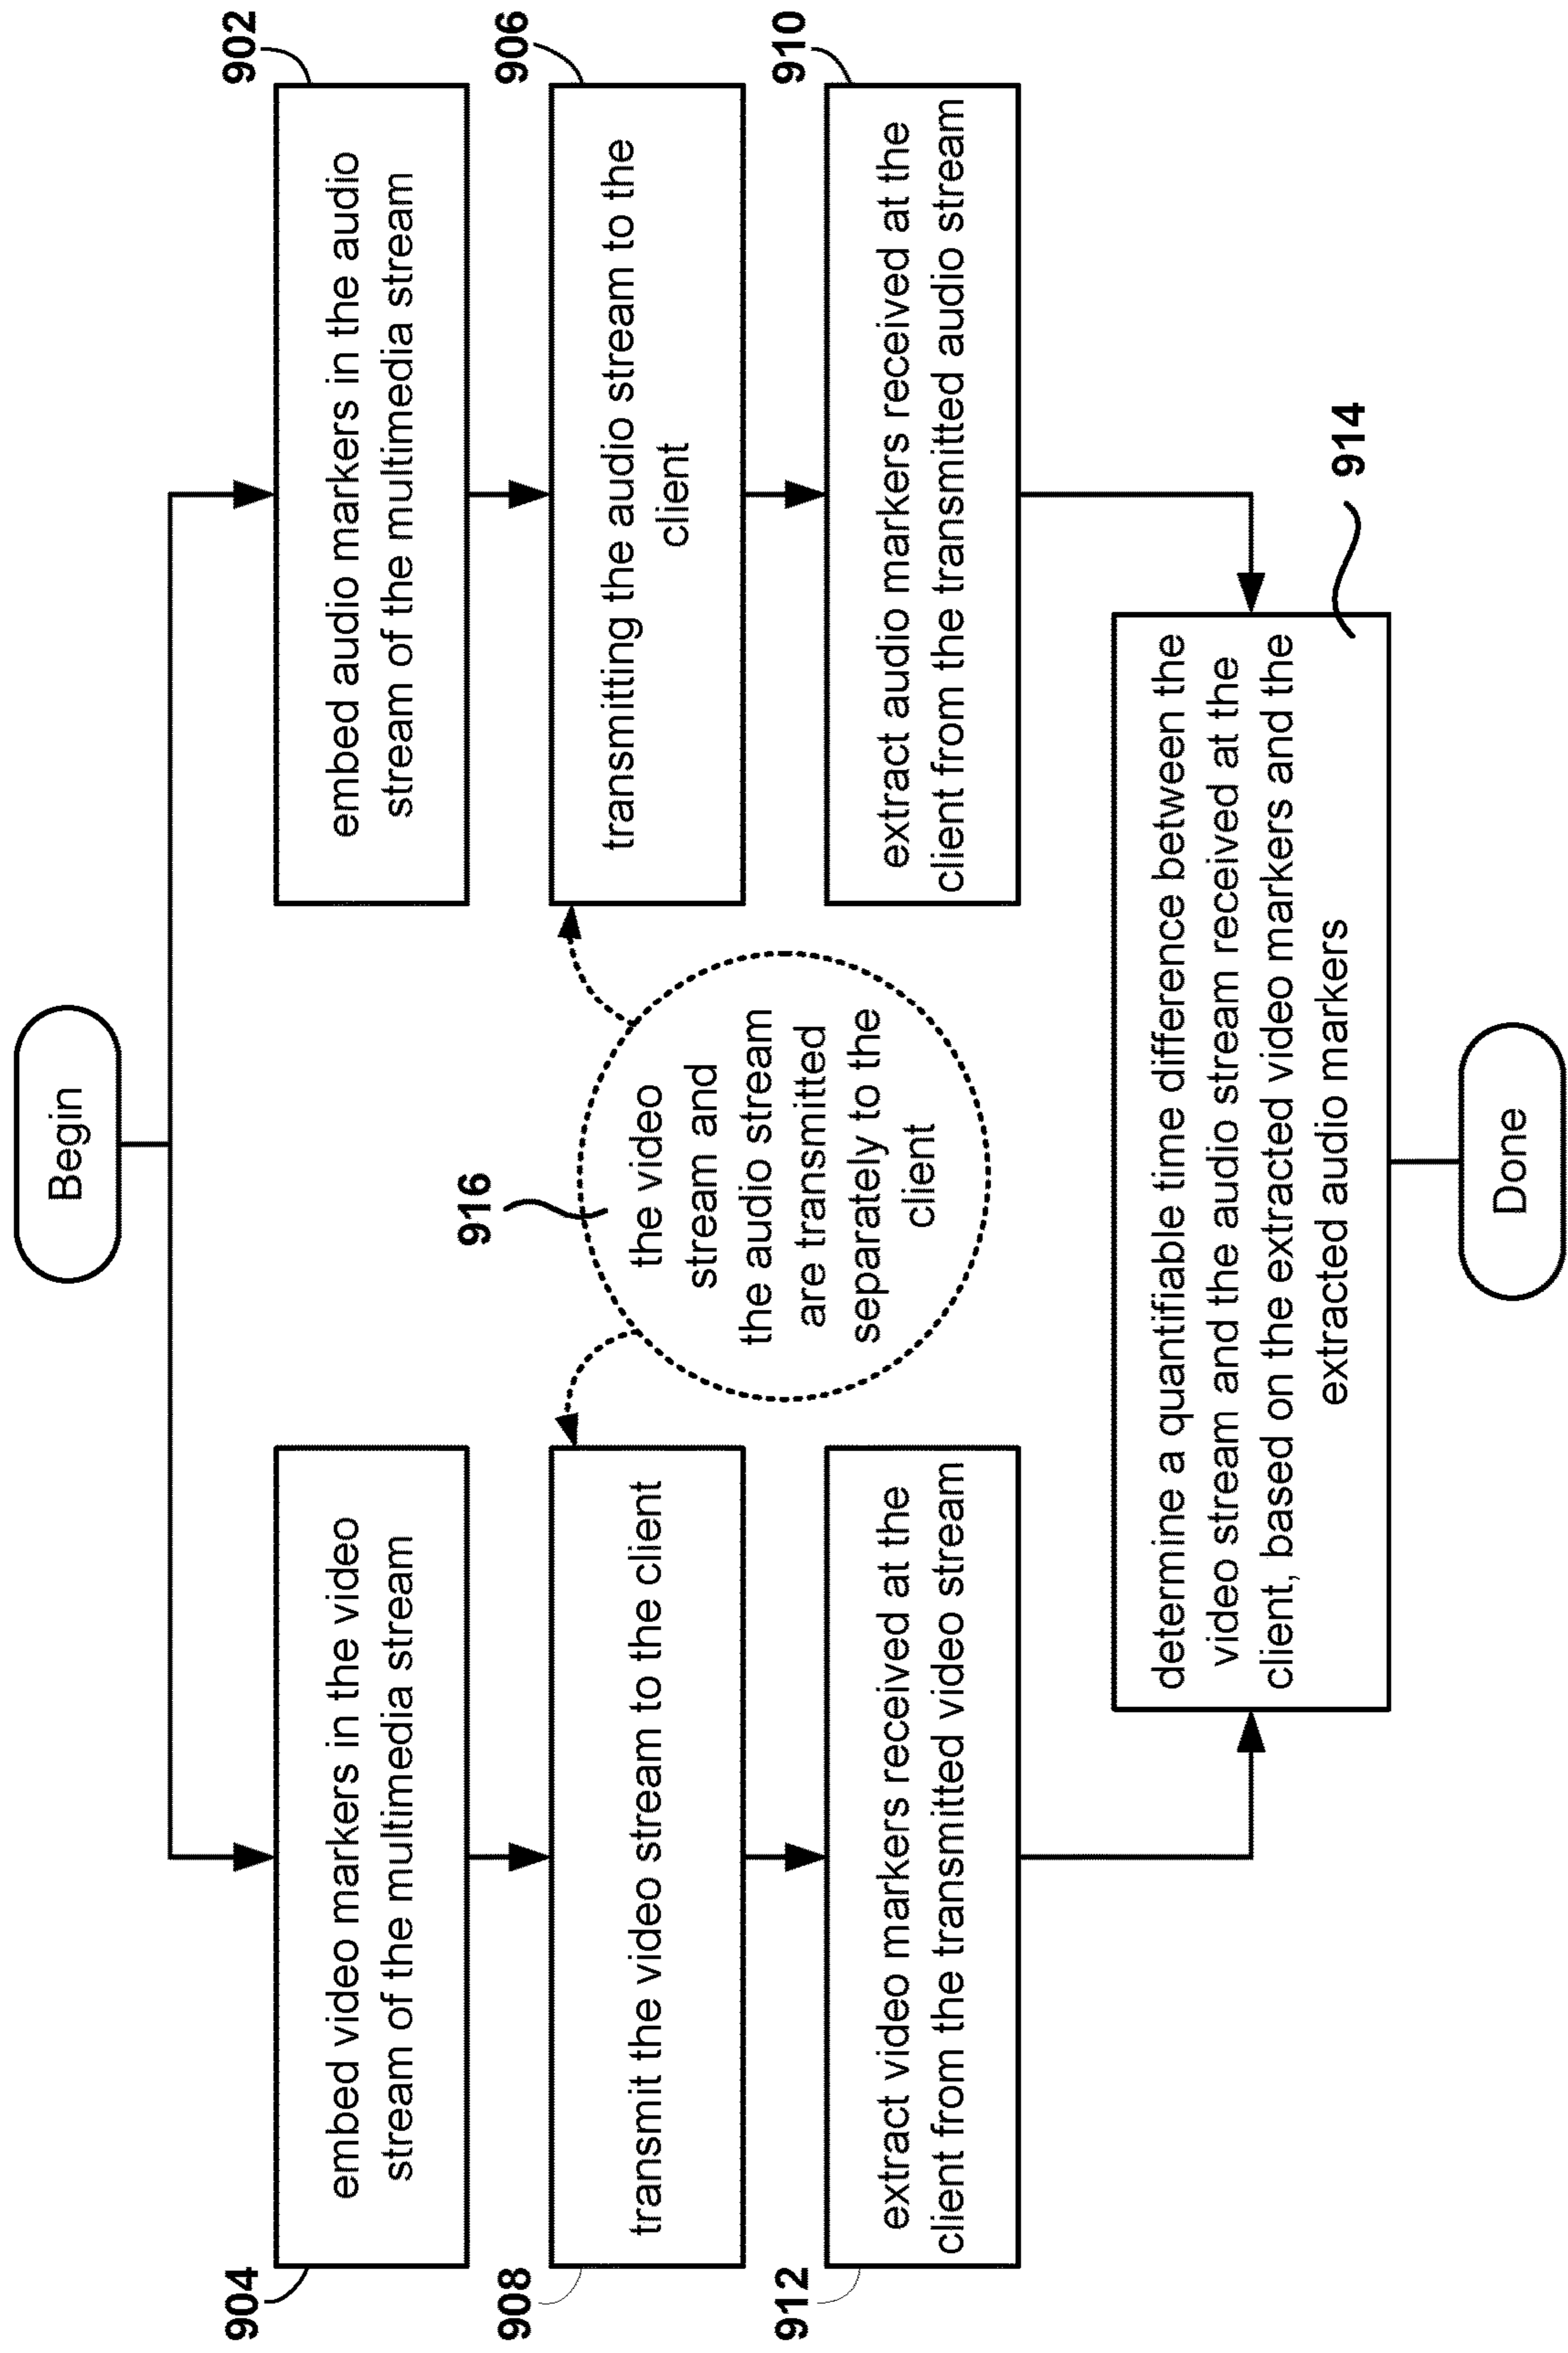 Begin
904
embed video markers in the video
stream of the multimedia stream
902
embed audio markers in the audio
stream of the multimedia stream
908
transmit the video stream to the client
906
transmitting the audio stream to the
client
916
the video
stream and
the audio stream
are transmitted
separately to the
client
912
extract video markers received at the
client from the transmitted video stream
910
extract audio markers received at the
client from the transmitted audio stream
914
determine a quantifiable time difference between the
video stream and the audio stream received at the
client, based on the extracted video markers and the
extracted audio markers
Done